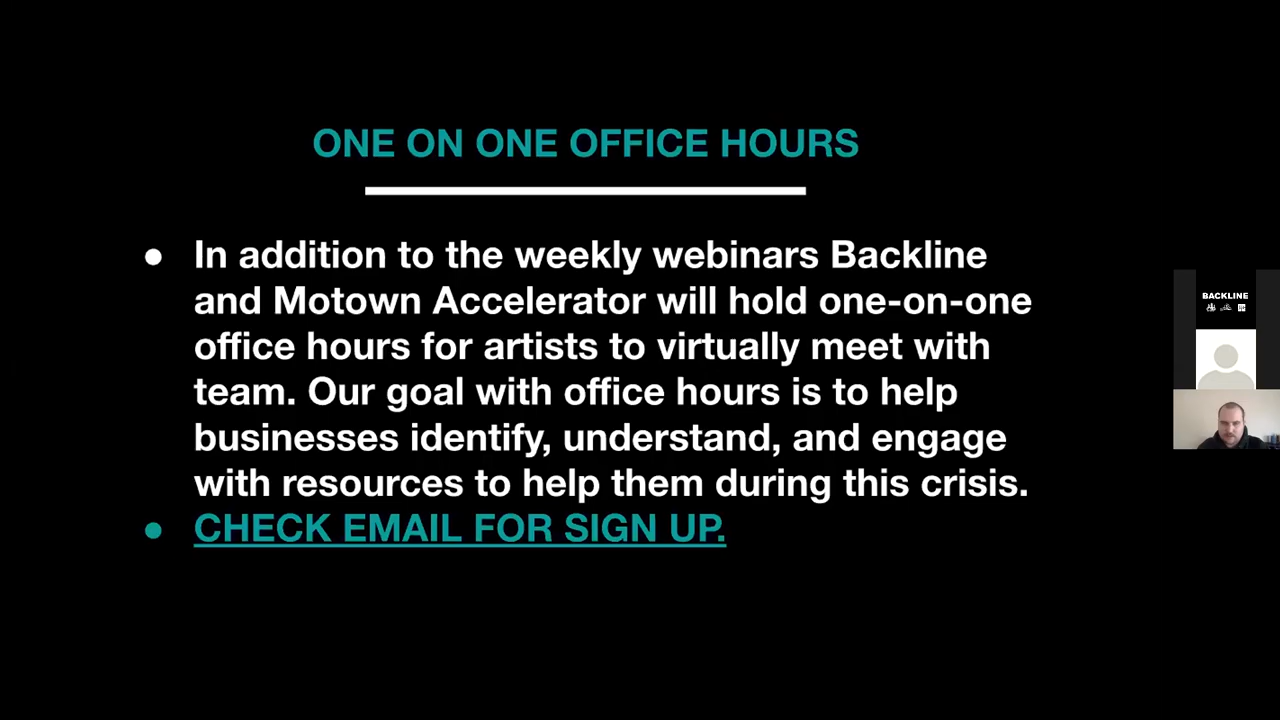 ONE ON ONE OFFICE HOURS
● In addition to the weekly webinars Backline
and Motown Accelerator will hold one-on-one
office hours for artists to virtually meet with
team. Our goal with office hours is to help
businesses identify, understand, and engage
with resources to help them during this crisis.
● CHECK EMAIL FOR SIGN UP.
BACKLINE